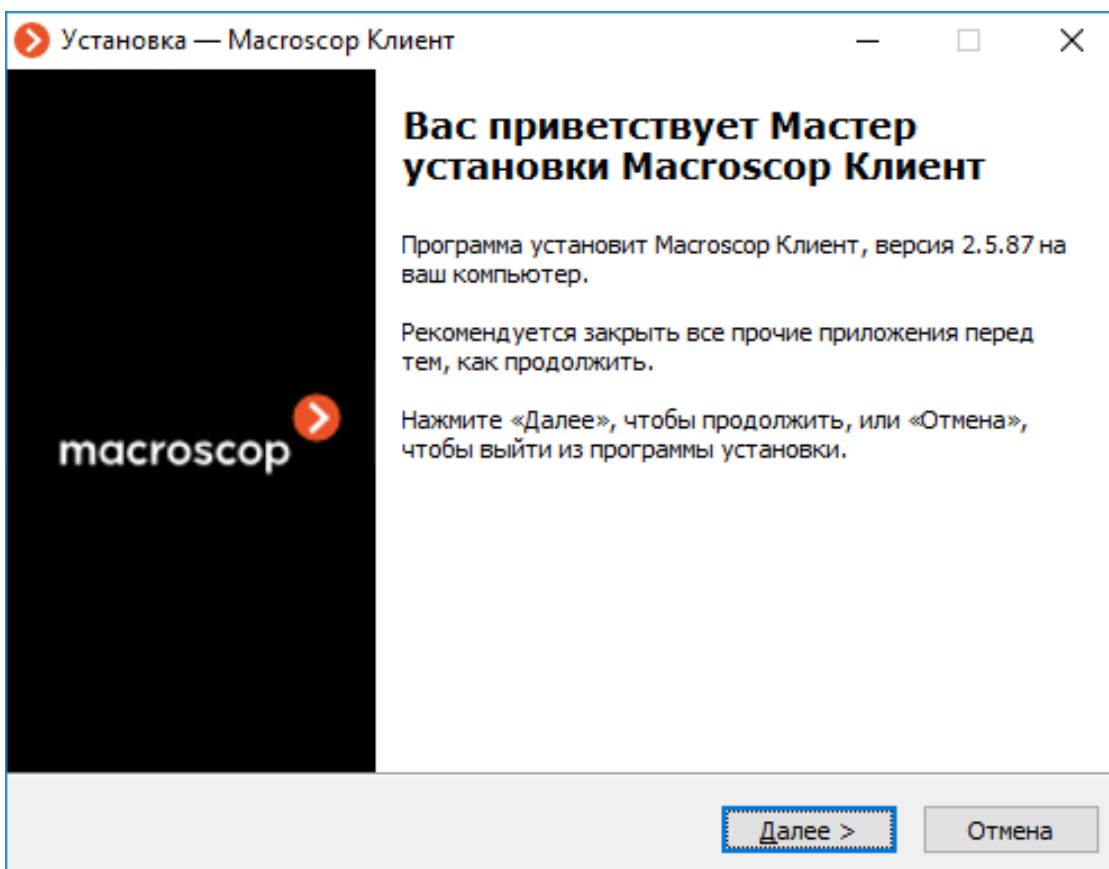 Установка — Macroscop Клиент
Вас приветствует Мастер
установки Macroscop Клиент
Программа установит Macroscop Клиент, версия 2.5.87 на
ваш компьютер.
Рекомендуется закрыть все прочие приложения перед
тем, как продолжить.
Нажмите «Далее», чтобы продолжить, или «Отмена»,
чтобы выйти из программы установки.
macroscop
Далее >
Отмена